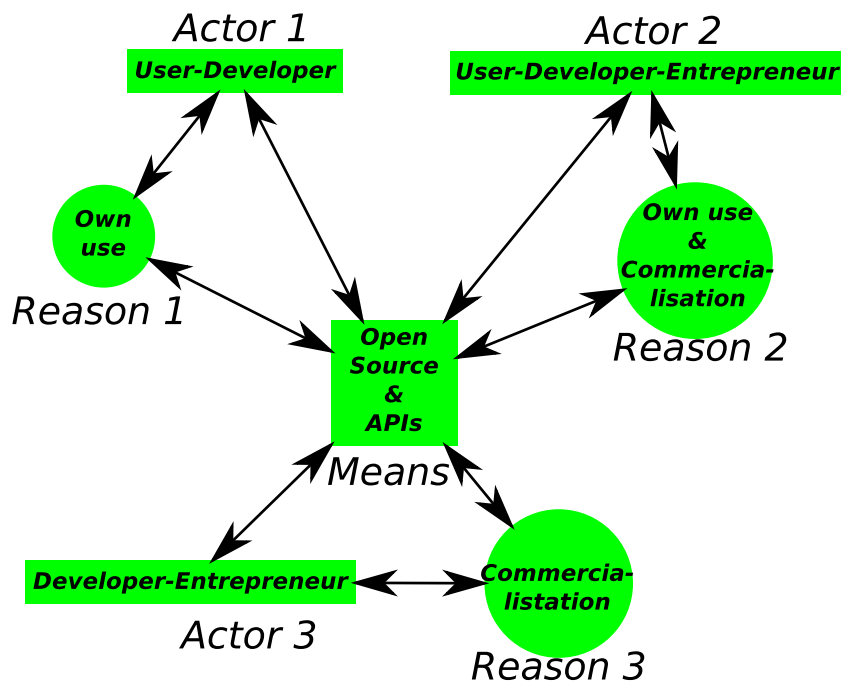 Actor 1
User-Developer
Actor 2
User-Developer-Entrepreneur
Own
use
Reason 1
Own use
&
Commercia-
lisation
Reason 2
Open
Source
&
APIs
Means
Developer-Entrepreneur
Actor 3
Commercia-
listation
Reason 3